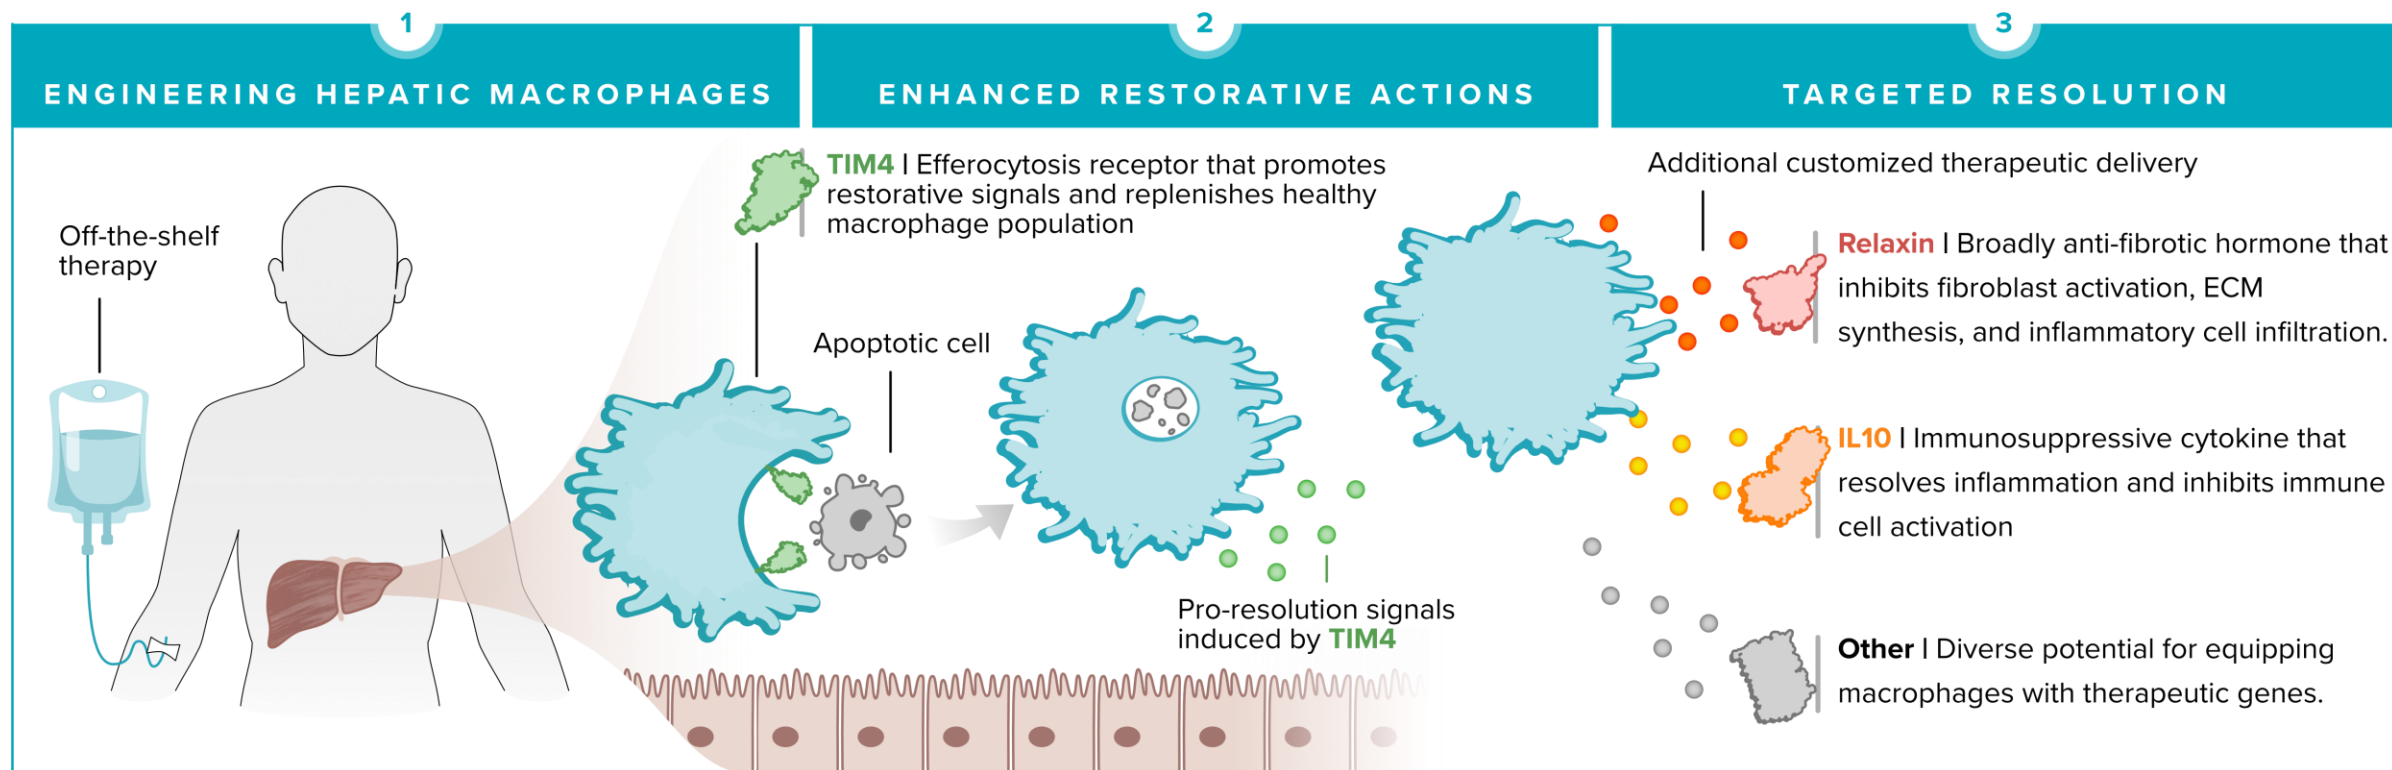 1
ENGINEERING HEPATIC MACROPHAGES
2
ENHANCED RESTORATIVE ACTIONS
3
TARGETED RESOLUTION
Off-the-shelf
therapy
TIM4 | Efferocytosis receptor that promotes
restorative signals and replenishes healthy
macrophage population
Apoptotic cell
Pro-resolution signals
induced by TIM4
Additional customized therapeutic delivery
Relaxin | Broadly anti-fibrotic hormone that
inhibits fibroblast activation, ECM
synthesis, and inflammatory cell infiltration.
IL10 | Immunosuppressive cytokine that
resolves inflammation and inhibits immune
cell activation
Other | Diverse potential for equipping
macrophages with therapeutic genes.